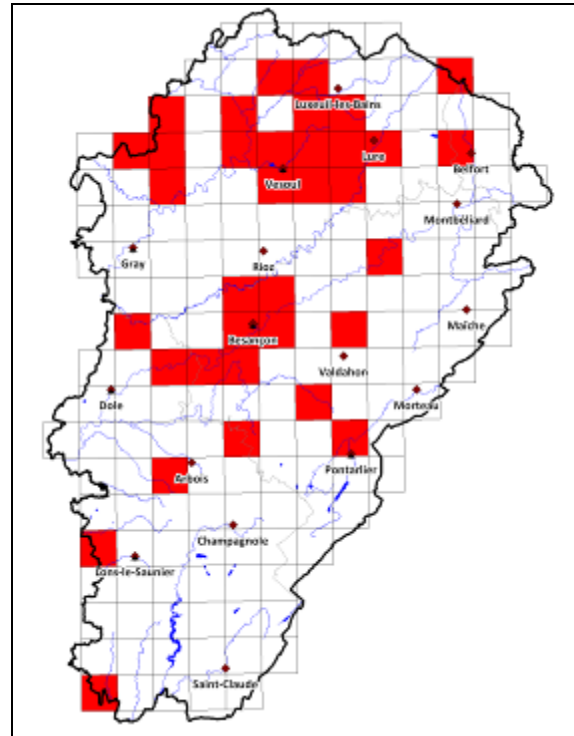 Luxeuil-les-Bains
Lure
Belfort
Vesoul
Montbéliard
Gray
Rioz
Maîche
Besançon
Valdahon
Dole
Morteau
Arbois
Pontarlier
Champagnole
Lons-le-Saunier
Saint-Claude